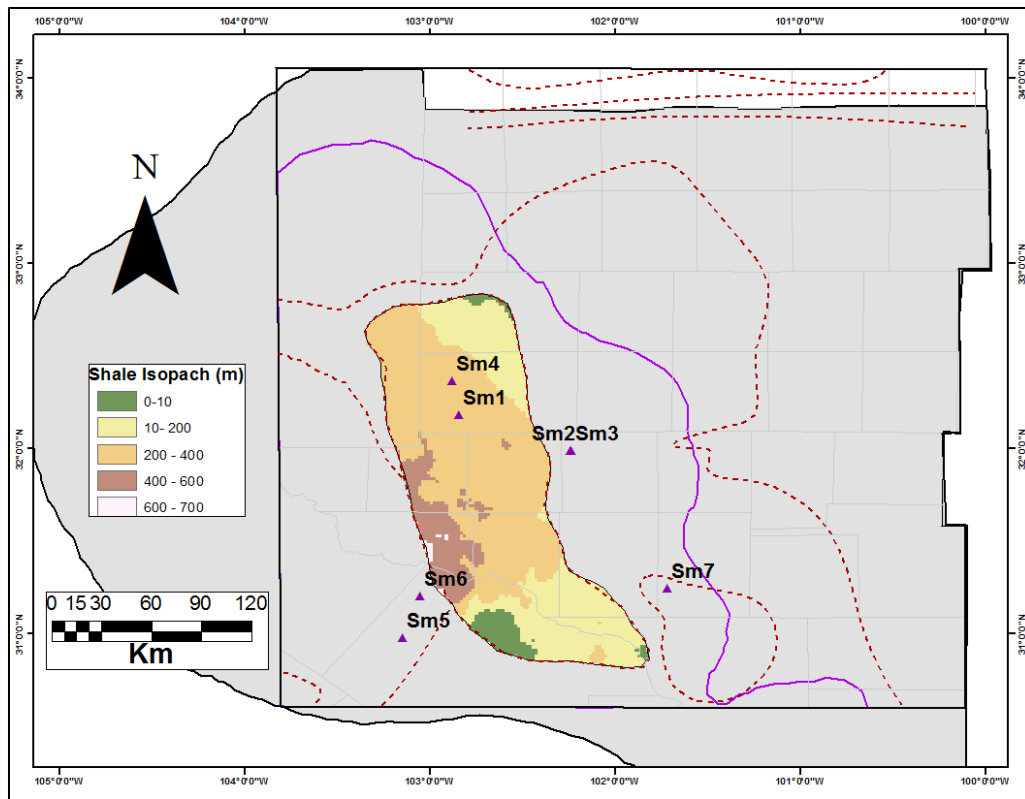 105°0'0"W 104°0'0"W 103°0'0"W 102°0'0"W 101°0'0"W 100°0'0"W
34°0'0"N 34°0'0"N
N
33°0'0"N 33°0'0"N
Shale Isopach (m)
0-10
10- 200
200 - 400
400 - 600
600 - 700
Sm4
Sm1
Sm2Sm3
32°0'0"N 32°0'0"N
Sm7
Sm6
Sm5
0 15 30 60 90 120
Km
31°0'0"N 31°0'0"N
105°0'0"W 104°0'0"W 103°0'0"W 102°0'0"W 101°0'0"W 100°0'0"W